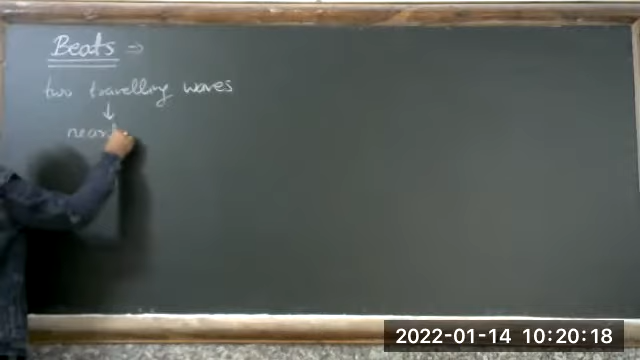 Beats ⇒
two travelling waves
↓
near
2022-01-14 10:20:18